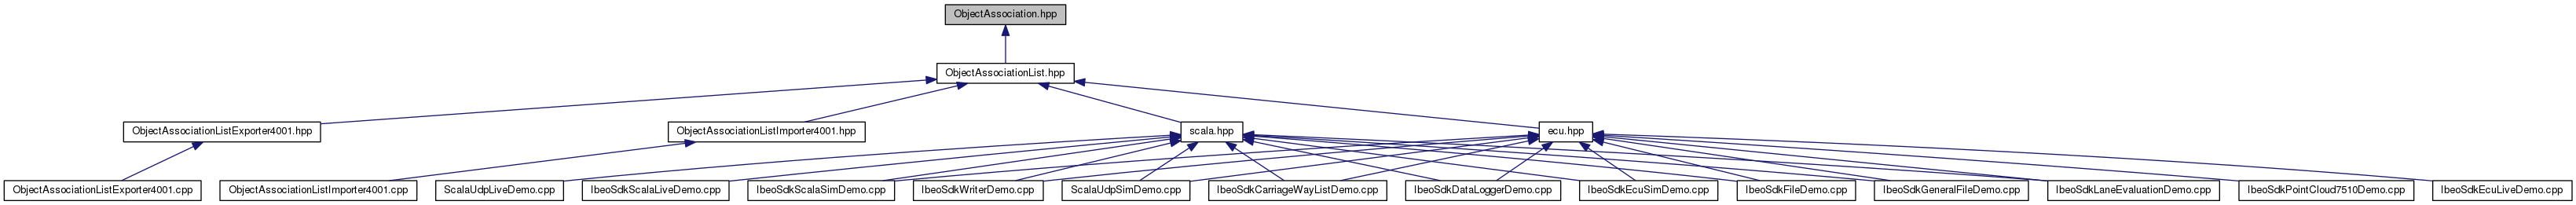 ObjectAssociation.hpp
ObjectAssociationList.hpp
ObjectAssociationListExporter4001.hpp
ObjectAssociationListImporter4001.hpp
scala.hpp
ecu.hpp
ObjectAssociationListExporter4001.cpp
ObjectAssociationListImporter4001.cpp
ScalaUdpLiveDemo.cpp
IbeoSdkScalaLiveDemo.cpp
IbeoSdkScalaSimDemo.cpp
IbeoSdkWriterDemo.cpp
ScalaUdpSimDemo.cpp
IbeoSdkCarriageWayListDemo.cpp
IbeoSdkDataLoggerDemo.cpp
IbeoSdkEcuSimDemo.cpp
IbeoSdkFileDemo.cpp
IbeoSdkGeneralFileDemo.cpp
IbeoSdkLaneEvaluationDemo.cpp
IbeoSdkPointCloud7510Demo.cpp
IbeoSdkEcuLiveDemo.cpp